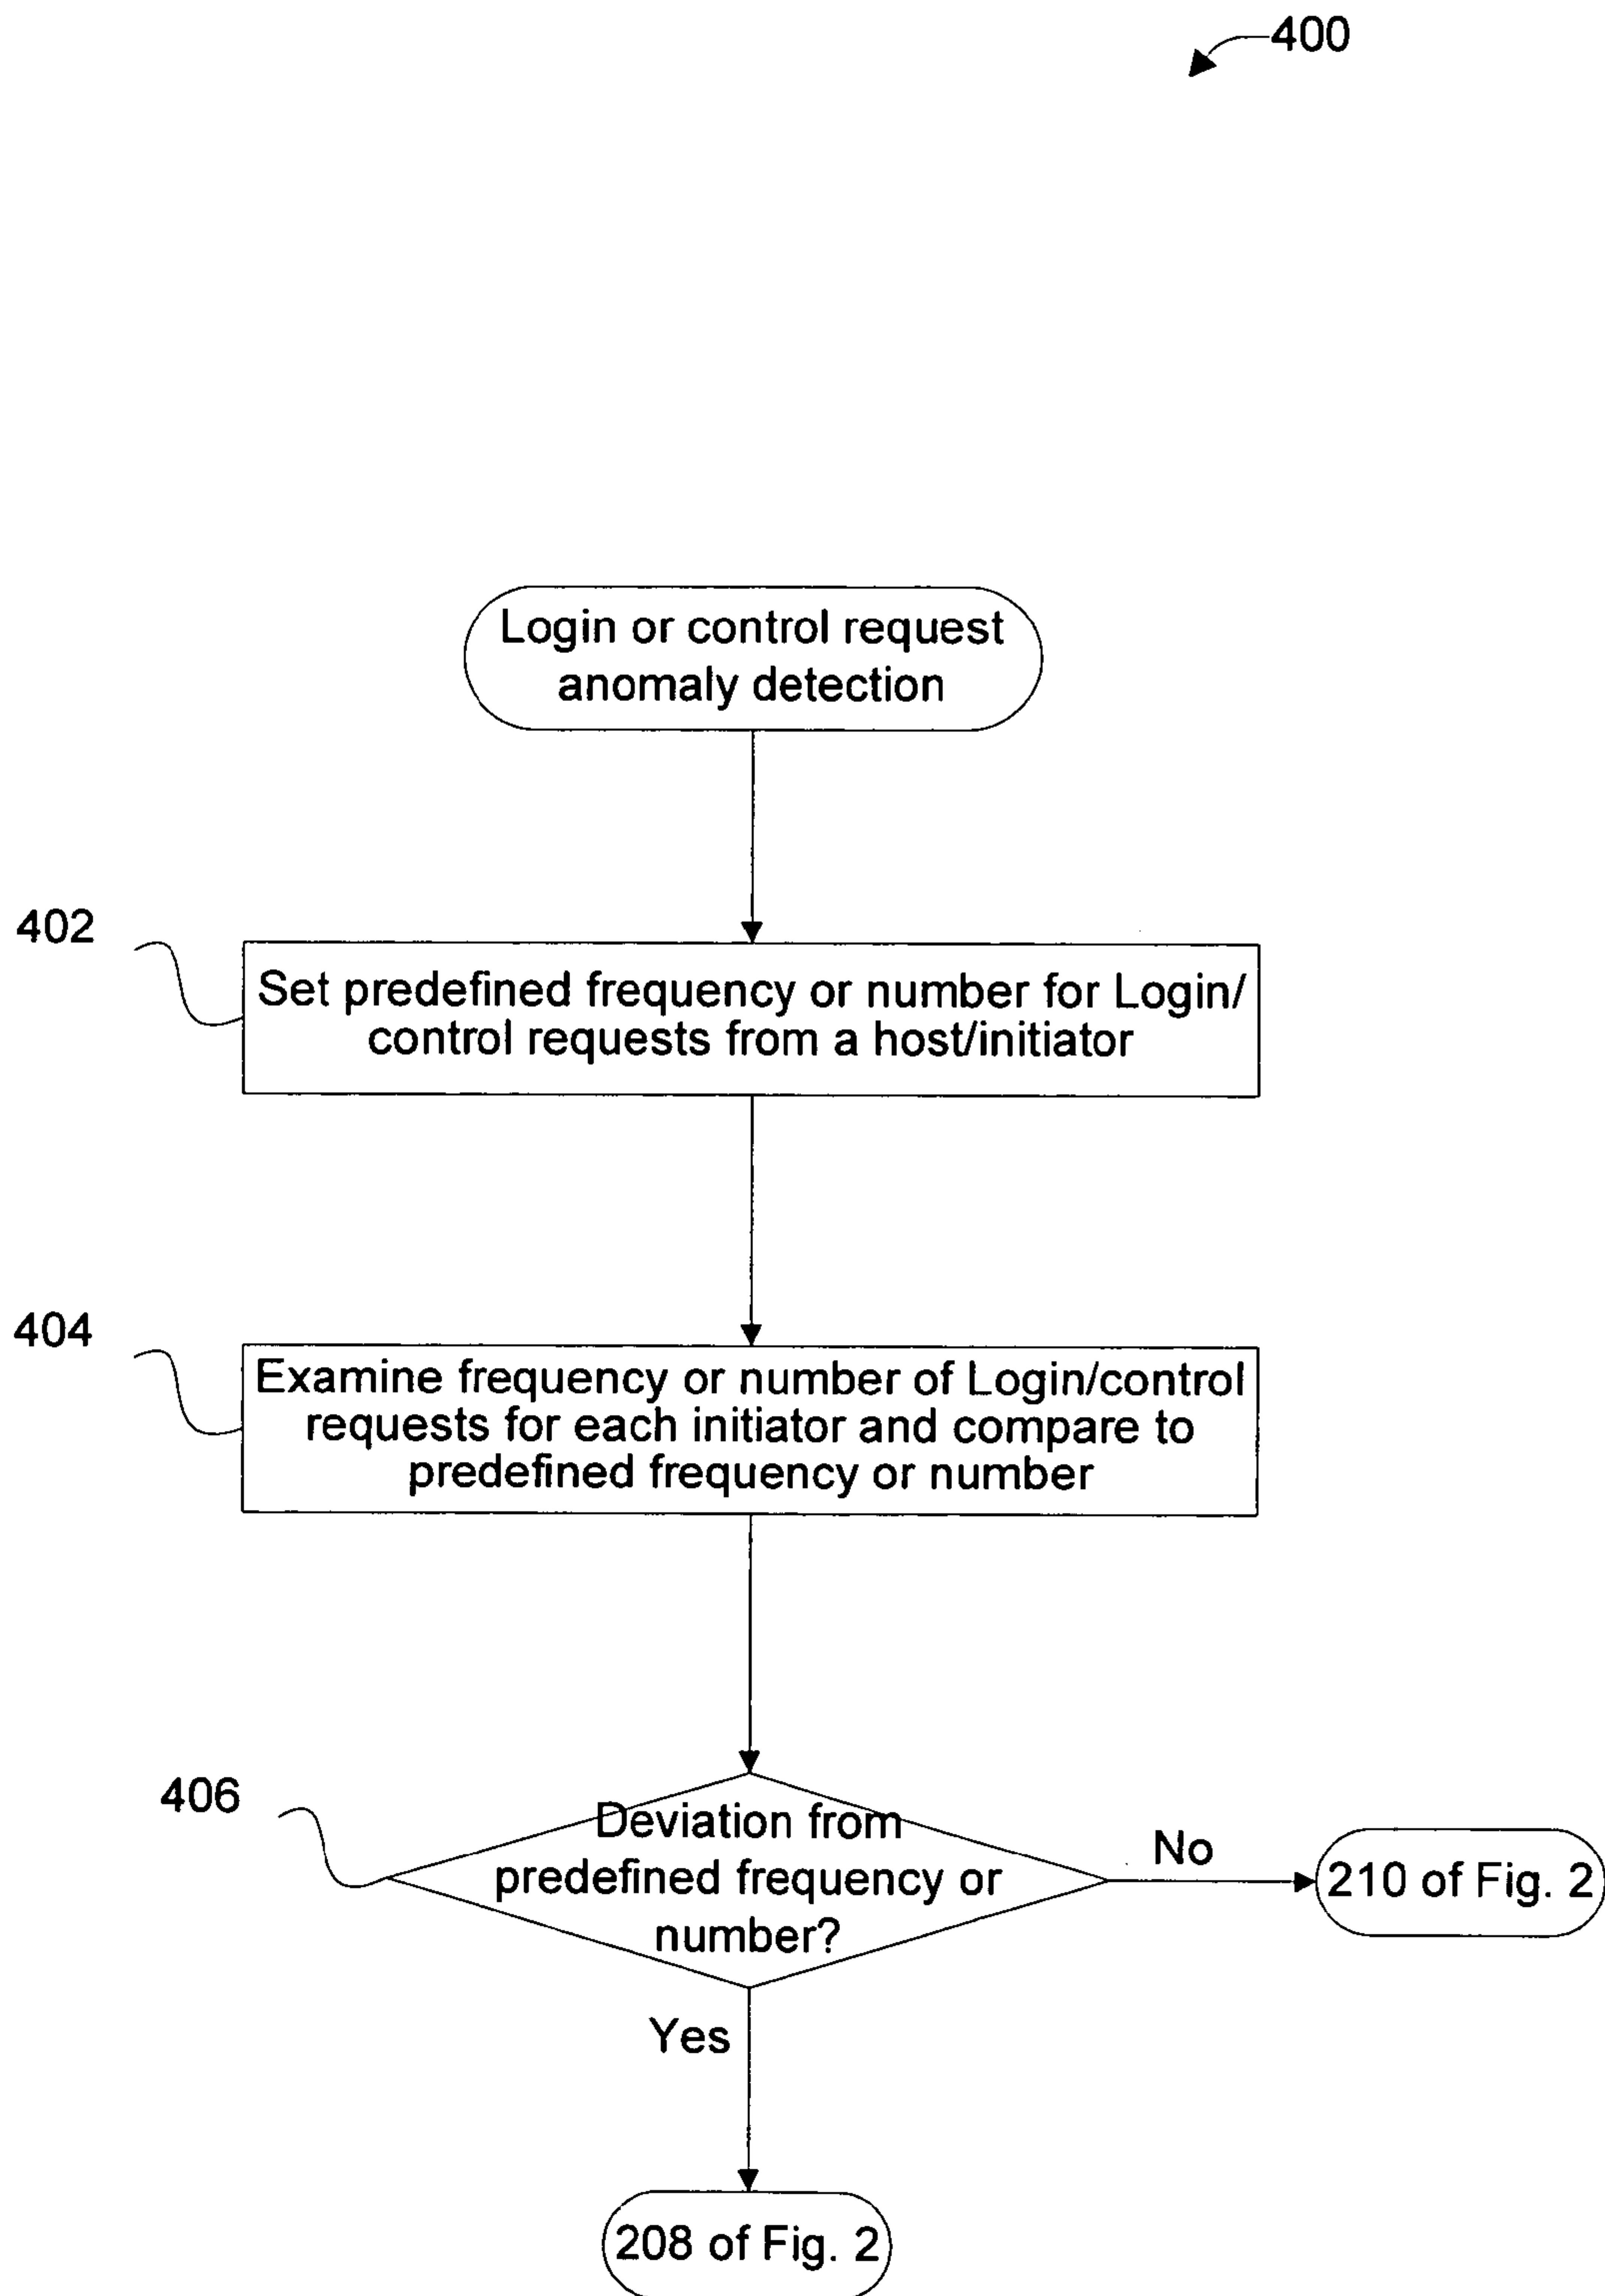 400
Login or control request
anomaly detection
402
Set predefined frequency or number for Login/
control requests from a host/initiator
404
Examine frequency or number of Login/control
requests for each initiator and compare to
predefined frequency or number
406
Deviation from
predefined frequency or
number?
No
210 of Fig. 2
Yes
208 of Fig. 2